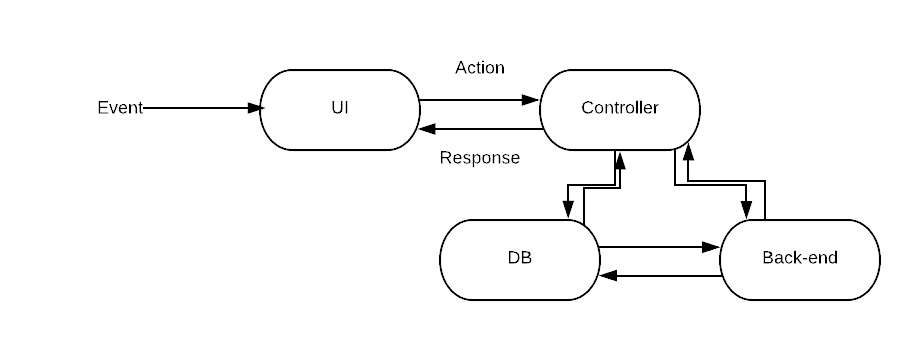 Action
Event
UI
Controller
Response
DB
Back-end